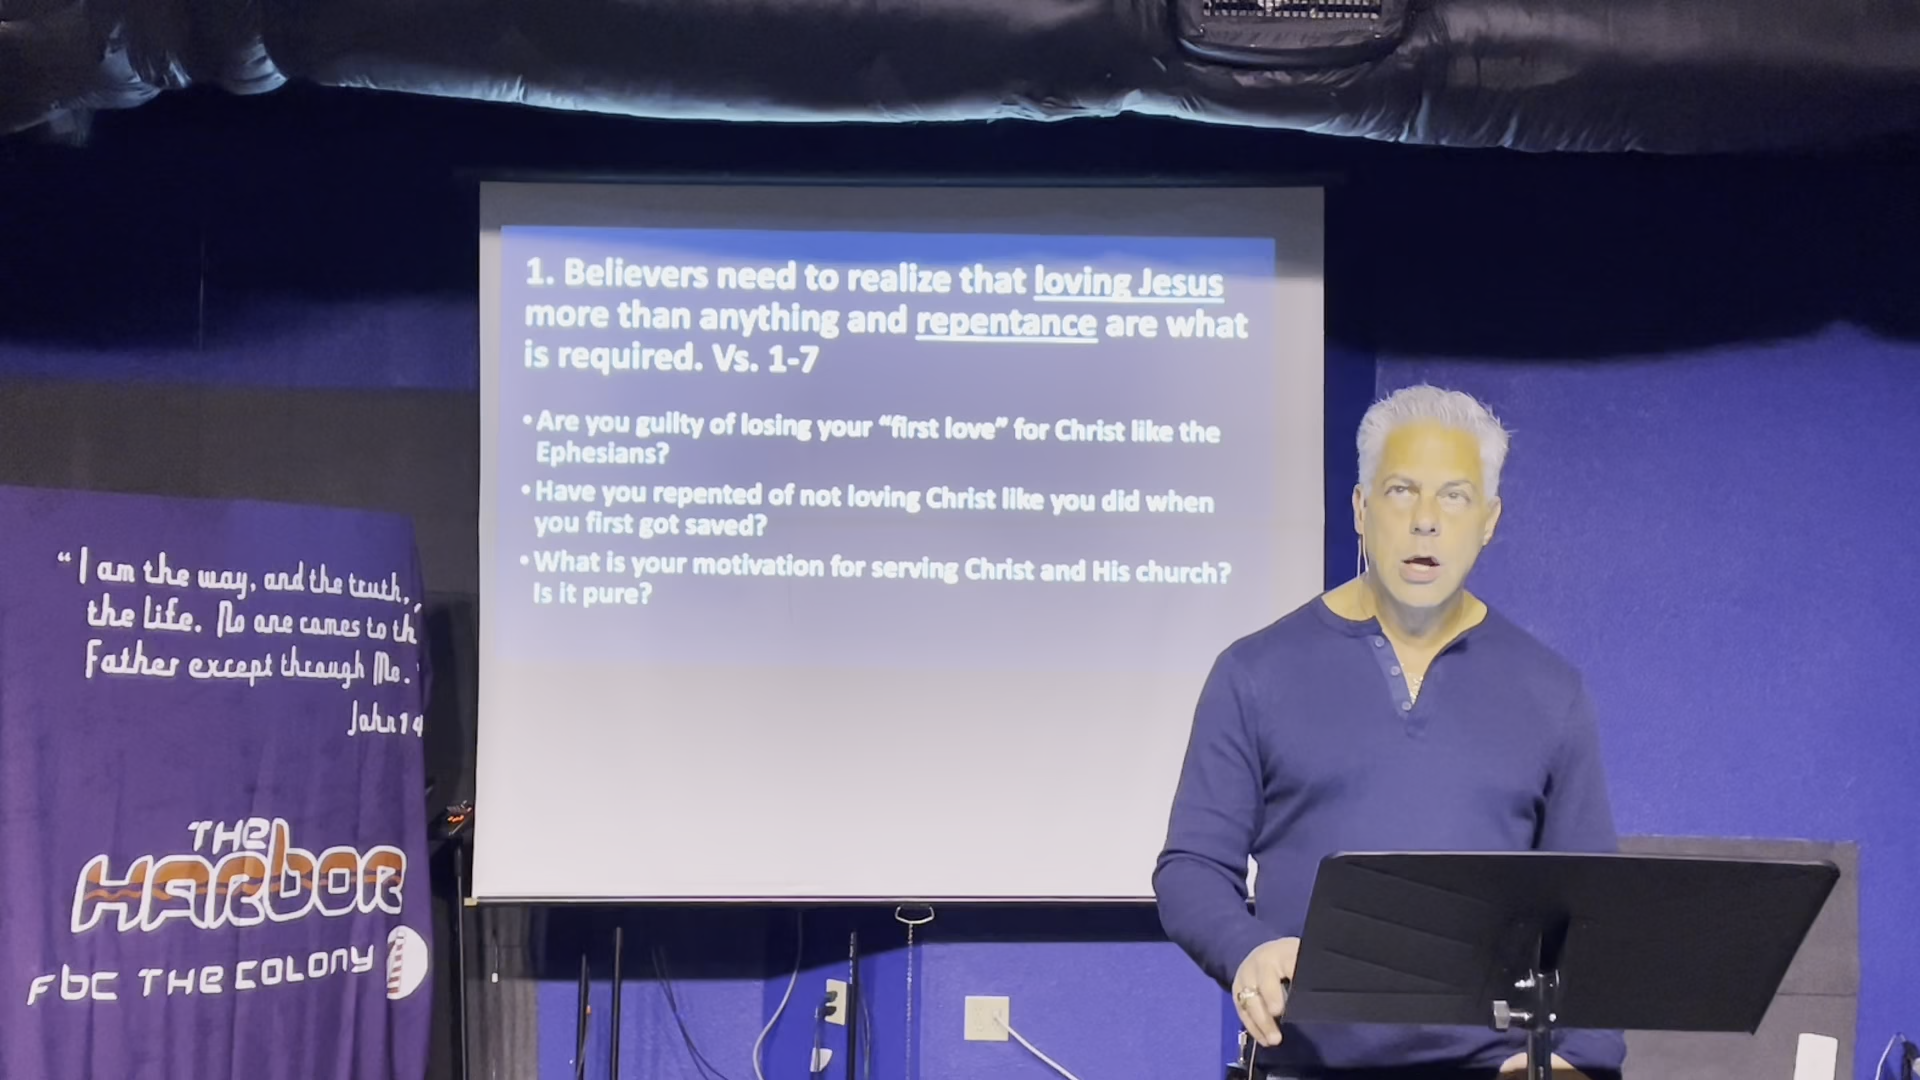 1. Believers need to realize that loving Jesus
more than anything and repentance are what
is required. Vs. 1-7
• Are you guilty of losing your “first love” for Christ like the
Ephesians?
• Have you repented of not loving Christ like you did when
you first got saved?
• What is your motivation for serving Christ and His church?
Is it pure?
“I am the way, and the truth,
the life. No one comes to th
Father except through Me.
John 14
THE
HARBOR
FBC THE COLONY